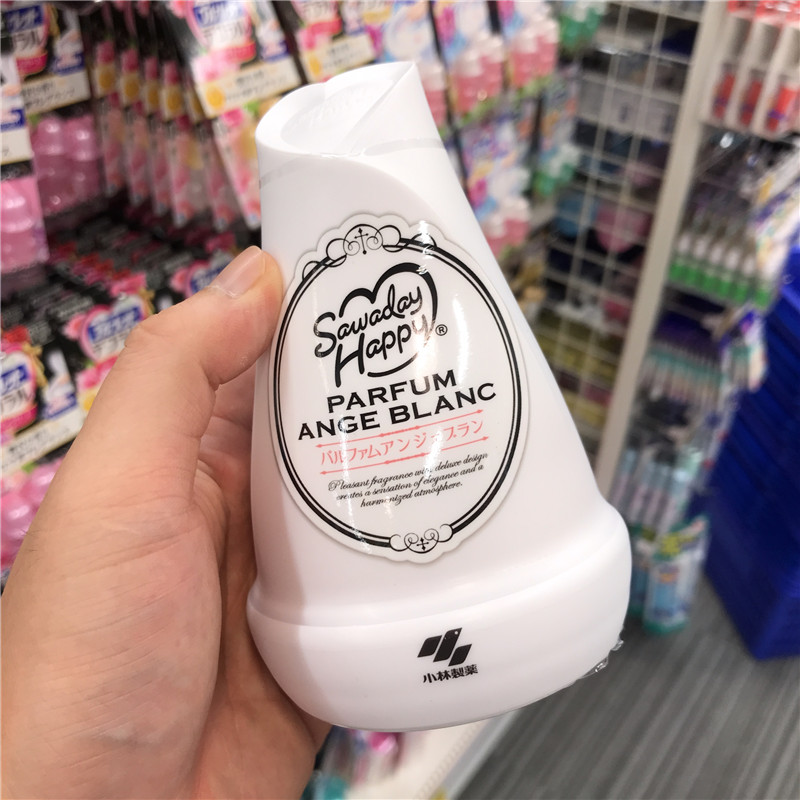 Sawaday
Happy®
PARFUM
ANGE BLANC
パルファムアンジュブラン
Pleasant fragrance with deluxe design
creates a sensation of elegance and a
harmonized atmosphere.
小林製薬